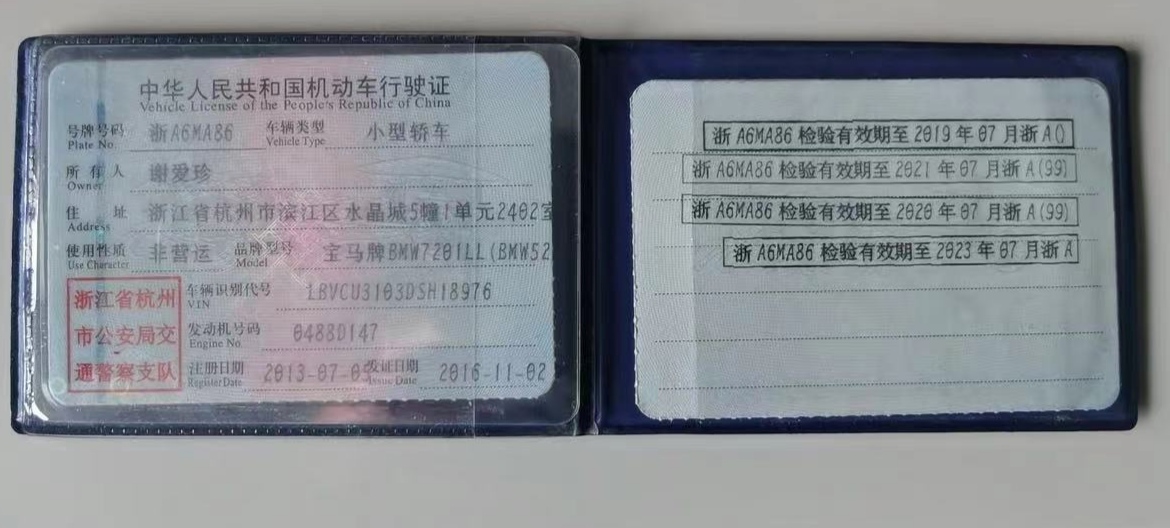 中华人民共和国机动车行驶证
Vehicle License of the People's Republic of China
号牌号码 浙A6MA86 车辆类型 小型轿车
Plate No. Vehicle Type
所有人 谢爱珍
Owner
住址 浙江省杭州市滨江区水晶城5幢1单元2402室
Address
使用性质 非营运 品牌型号 宝马牌BMW7201LL(BMW52
Use Character Model
浙江省杭州
市公安局交
通警察支队
车辆识别代号 LBVCU3103DSH18976
VIN
发动机号码 0488D147
Engine No.
注册日期 2013-07- 发证日期 2016-11-02
Register Date Issue Date
浙A6MA86 检验有效期至 2019 年 07 月浙A()
浙A6MA86 检验有效期至 2021 年 07 月浙A(99)
浙A6MA86 检验有效期至 2020 年 07 月浙A(99)
浙A6MA86 检验有效期至 2023 年 07 月浙A